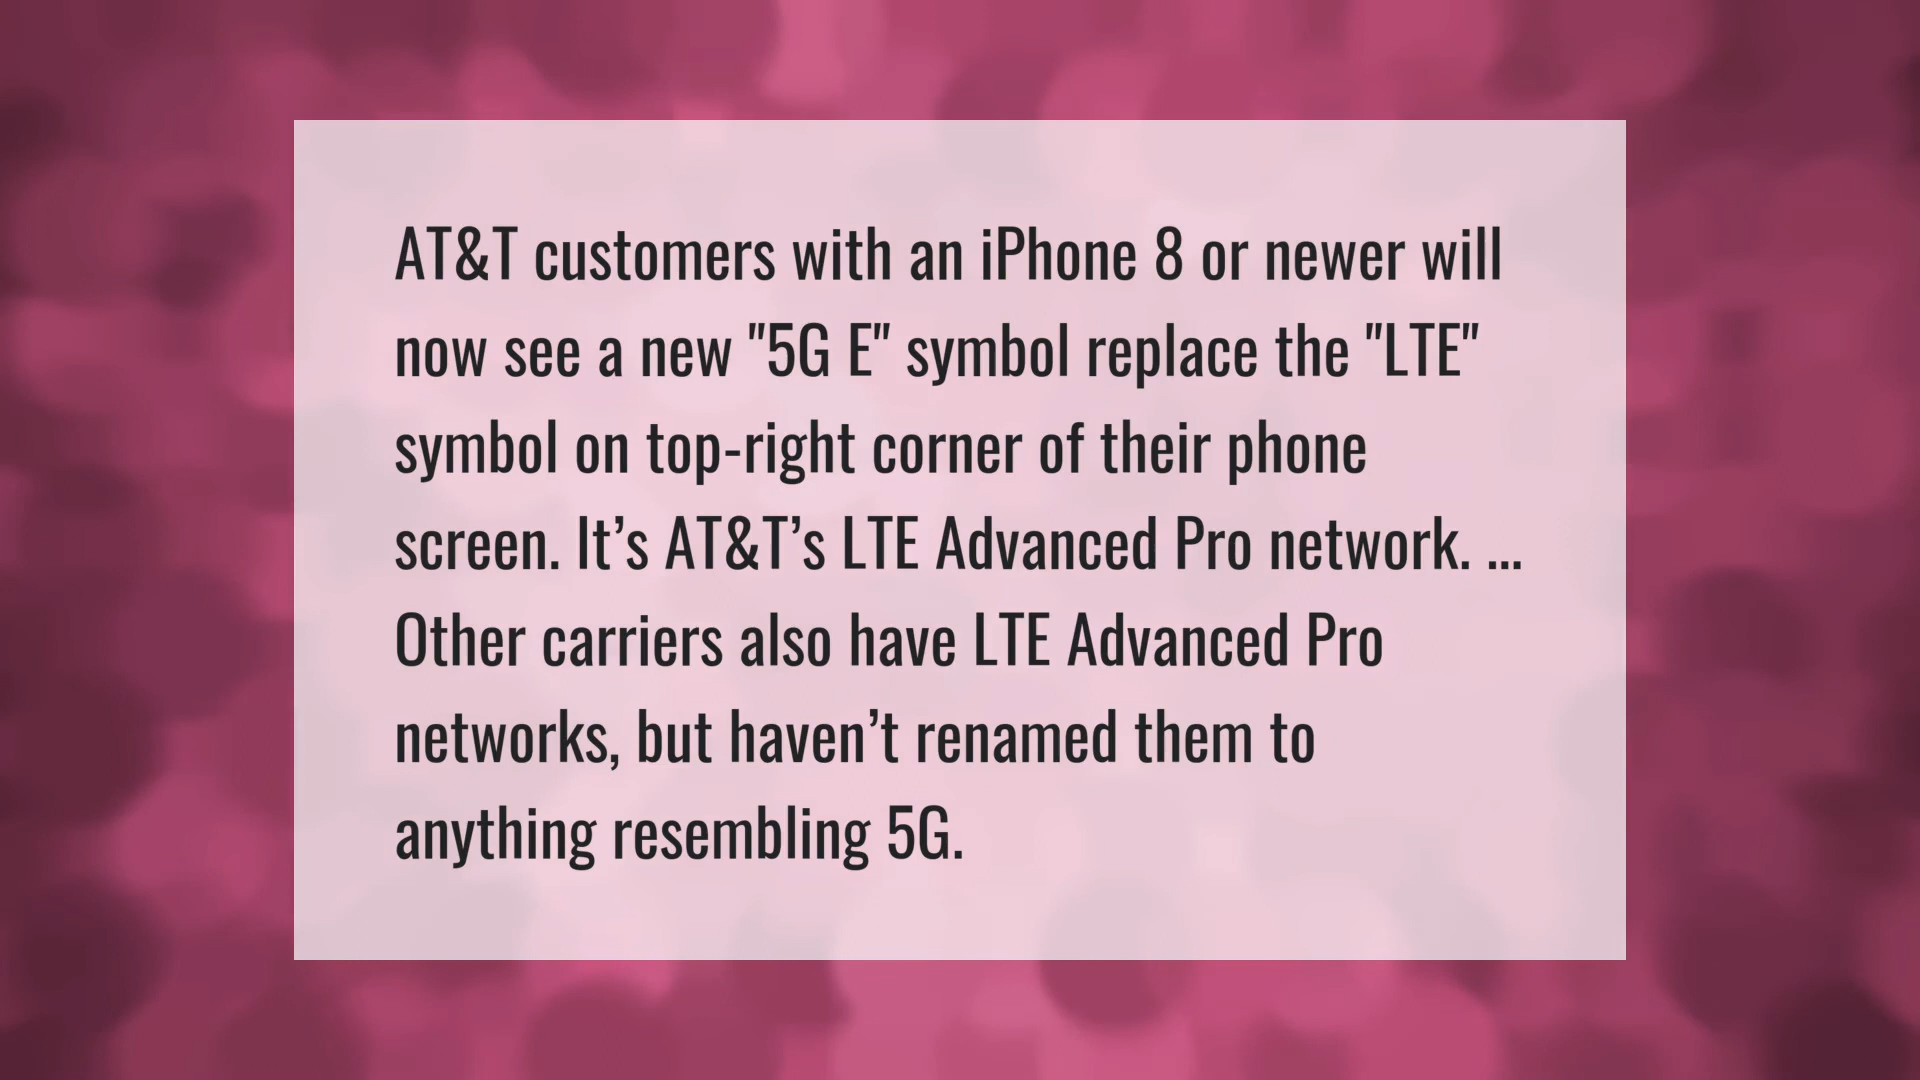 AT&T customers with an iPhone 8 or newer will
now see a new "5G E" symbol replace the "LTE"
symbol on top-right corner of their phone
screen. It’s AT&T’s LTE Advanced Pro network. ...
Other carriers also have LTE Advanced Pro
networks, but haven’t renamed them to
anything resembling 5G.